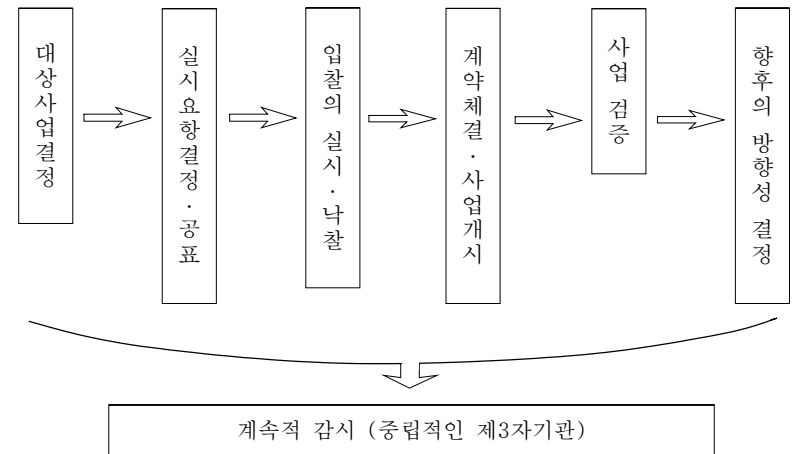 대상사업결정
실시요항결정·공표
입찰의 실시·낙찰
계약체결·사업개시
사업 검증
향후의 방향성 결정
계속적 감시 (중립적인 제3자기관)